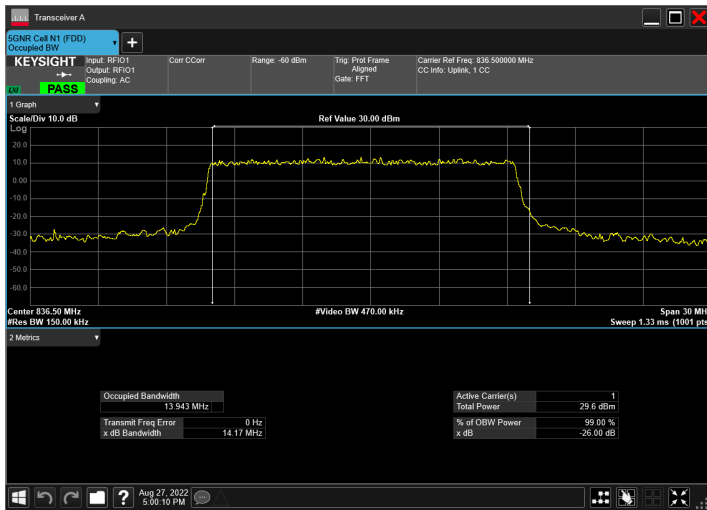 Transceiver A
5GNR Cell N1 (FDD)
Occupied BW
KEYSIGHT
LXI
PASS
Input: RFIO1
Output: RFIO1
Coupling: AC
Corr CCorr
Range: -60 dBm
Trig: Prot Frame
Aligned
Gate: FFT
Carrier Ref Freq: 836.500000 MHz
CC Info: Uplink, 1 CC
1 Graph
Scale/Div 10.0 dB
Ref Value 30.00 dBm
Log
20.0
10.0
0.00
-10.0
-20.0
-30.0
-40.0
-50.0
-60.0
Center 836.50 MHz
#Video BW 470.00 kHz
Span 30 MH
#Res BW 150.00 kHz
Sweep 1.33 ms (1001 pts
2 Metrics
Occupied Bandwidth
13.943 MHz
Transmit Freq Error 0 Hz
x dB Bandwidth 14.17 MHz
Active Carrier(s) 1
Total Power 29.6 dBm
% of OBW Power 99.00 %
x dB -26.00 dB
?
Aug 27, 2022
5:00:10 PM